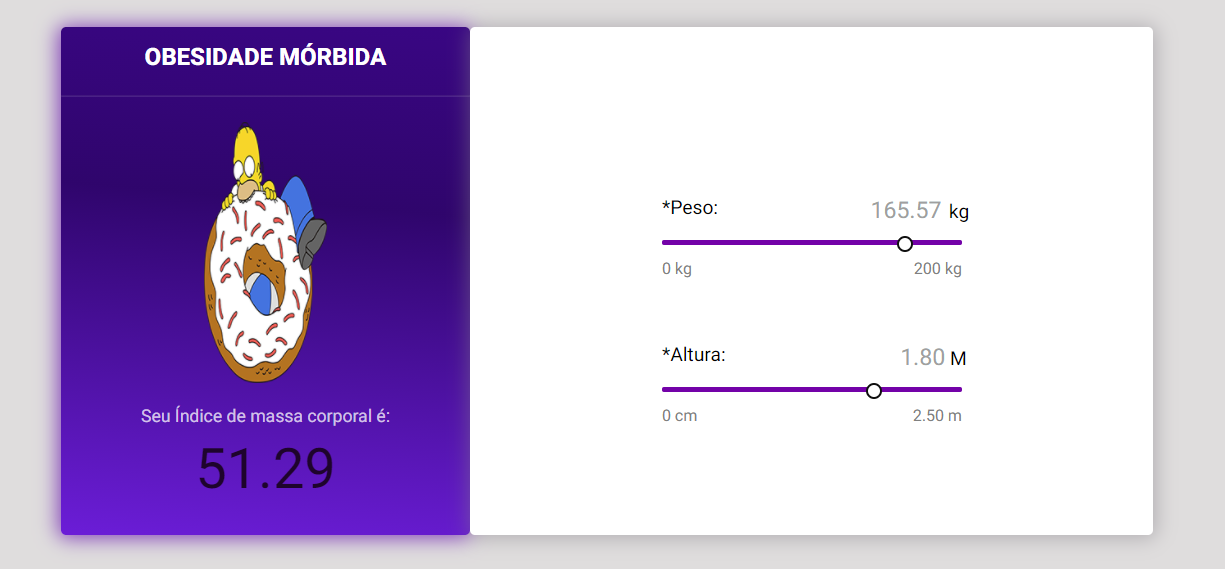 OBESIDADE MÓRBIDA
Seu Índice de massa corporal é:
51.29
*Peso: 165.57 kg
0 kg 200 kg
*Altura: 1.80 M
0 cm 2.50 m